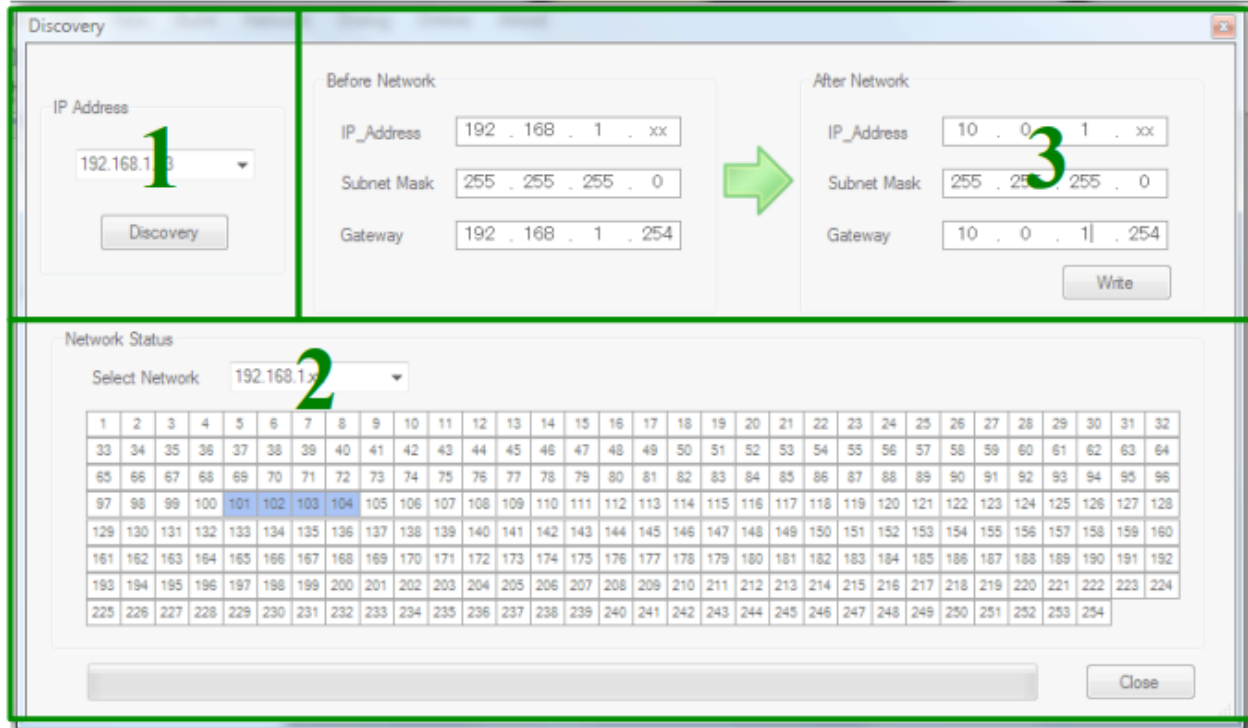 Discovery
IP Address
1
Discovery
Before Network
IP_Address 192 . 168 . 1 . xx
Subnet Mask 255 . 255 . 255 . 0
Gateway 192 . 168 . 1 . 254
After Network
IP_Address 10 . 0 . 1 . xx
Subnet Mask 255 . 255 . 255 . 0
Gateway 10 . 0 . 1 . 254
3
Write
Network Status
Select Network 192.168.1.x
2
1 2 3 4 5 6 7 8 9 10 11 12 13 14 15 16 17 18 19 20 21 22 23 24 25 26 27 28 29 30 31 32
33 34 35 36 37 38 39 40 41 42 43 44 45 46 47 48 49 50 51 52 53 54 55 56 57 58 59 60 61 62 63 64
65 66 67 68 69 70 71 72 73 74 75 76 77 78 79 80 81 82 83 84 85 86 87 88 89 90 91 92 93 94 95 96
97 98 99 100 101 102 103 104 105 106 107 108 109 110 111 112 113 114 115 116 117 118 119 120 121 122 123 124 125 126 127 128
129 130 131 132 133 134 135 136 137 138 139 140 141 142 143 144 145 146 147 148 149 150 151 152 153 154 155 156 157 158 159 160
161 162 163 164 165 166 167 168 169 170 171 172 173 174 175 176 177 178 179 180 181 182 183 184 185 186 187 188 189 190 191 192
193 194 195 196 197 198 199 200 201 202 203 204 205 206 207 208 209 210 211 212 213 214 215 216 217 218 219 220 221 222 223 224
225 226 227 228 229 230 231 232 233 234 235 236 237 238 239 240 241 242 243 244 245 246 247 248 249 250 251 252 253 254
Close